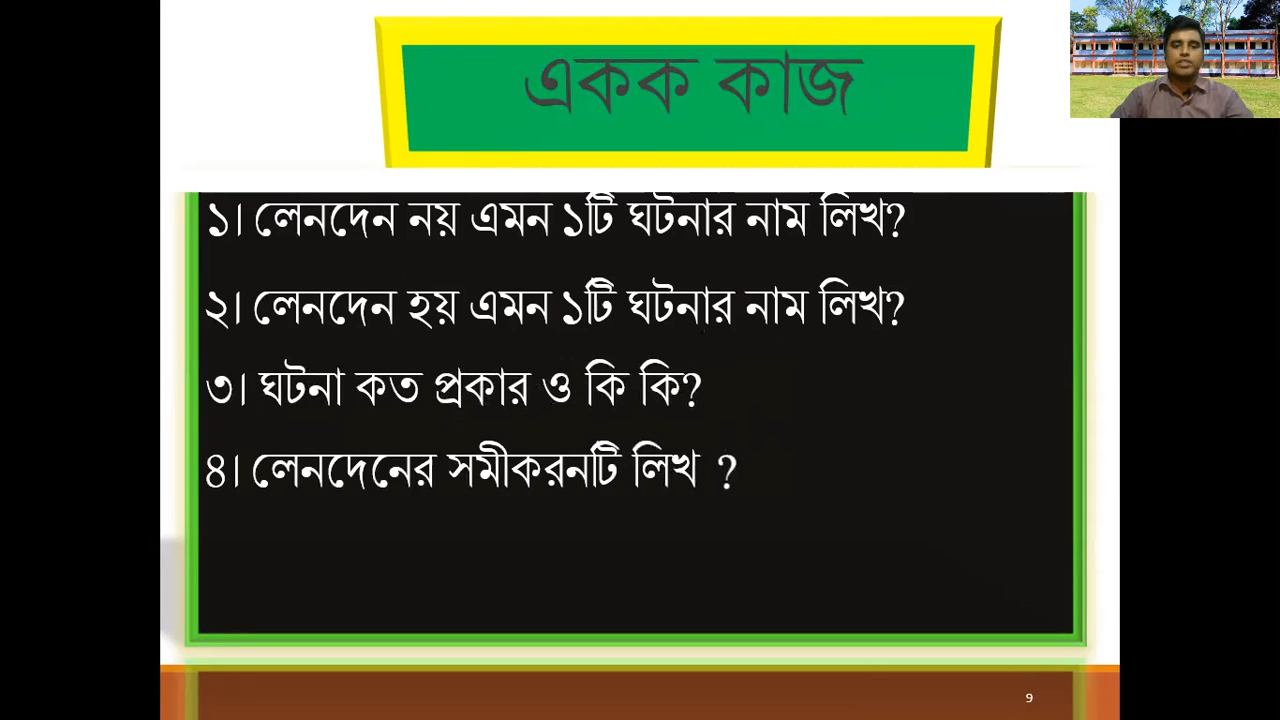 একক কাজ
১। লেনদেন নয় এমন ১টি ঘটনার নাম লিখ?
২। লেনদেন হয় এমন ১টি ঘটনার নাম লিখ?
৩। ঘটনা কত প্রকার ও কি কি?
৪। লেনদেনের সমীকরনটি লিখ ?
9